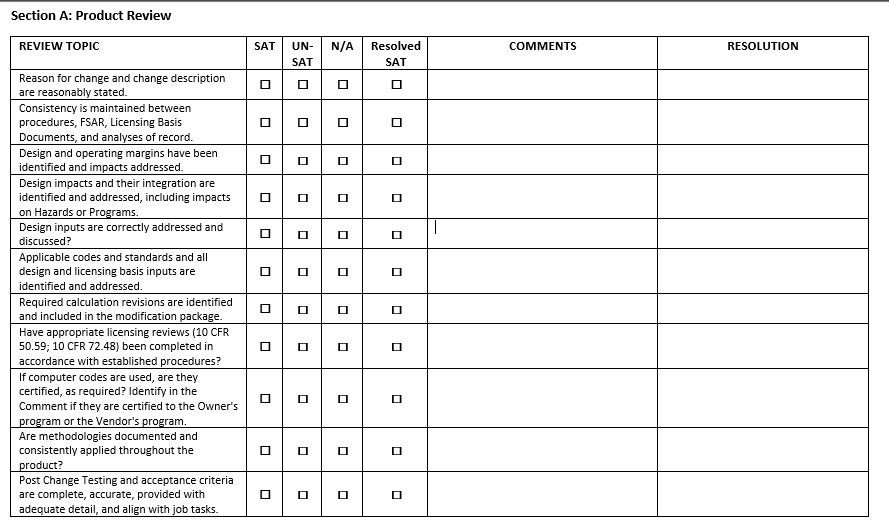 Section A: Product Review
REVIEW TOPIC SAT UN- N/A Resolved COMMENTS RESOLUTION
SAT SAT
Reason for change and change description
are reasonably stated.
Consistency is maintained between
procedures, FSAR, Licensing Basis
Documents, and analyses of record.
Design and operating margins have been
identified and impacts addressed.
Design impacts and their integration are
identified and addressed, including impacts
on Hazards or Programs.
Design inputs are correctly addressed and
discussed?
Applicable codes and standards and all
design and licensing basis inputs are
identified and addressed.
Required calculation revisions are identified
and included in the modification package.
Have appropriate licensing reviews (10 CFR
50.59; 10 CFR 72.48) been completed in
accordance with established procedures?
If computer codes are used, are they
certified, as required? Identify in the
Comment if they are certified to the Owner's
program or the Vendor's program.
Are methodologies documented and
consistently applied throughout the
product?
Post Change Testing and acceptance criteria
are complete, accurate, provided with
adequate detail, and align with job tasks.